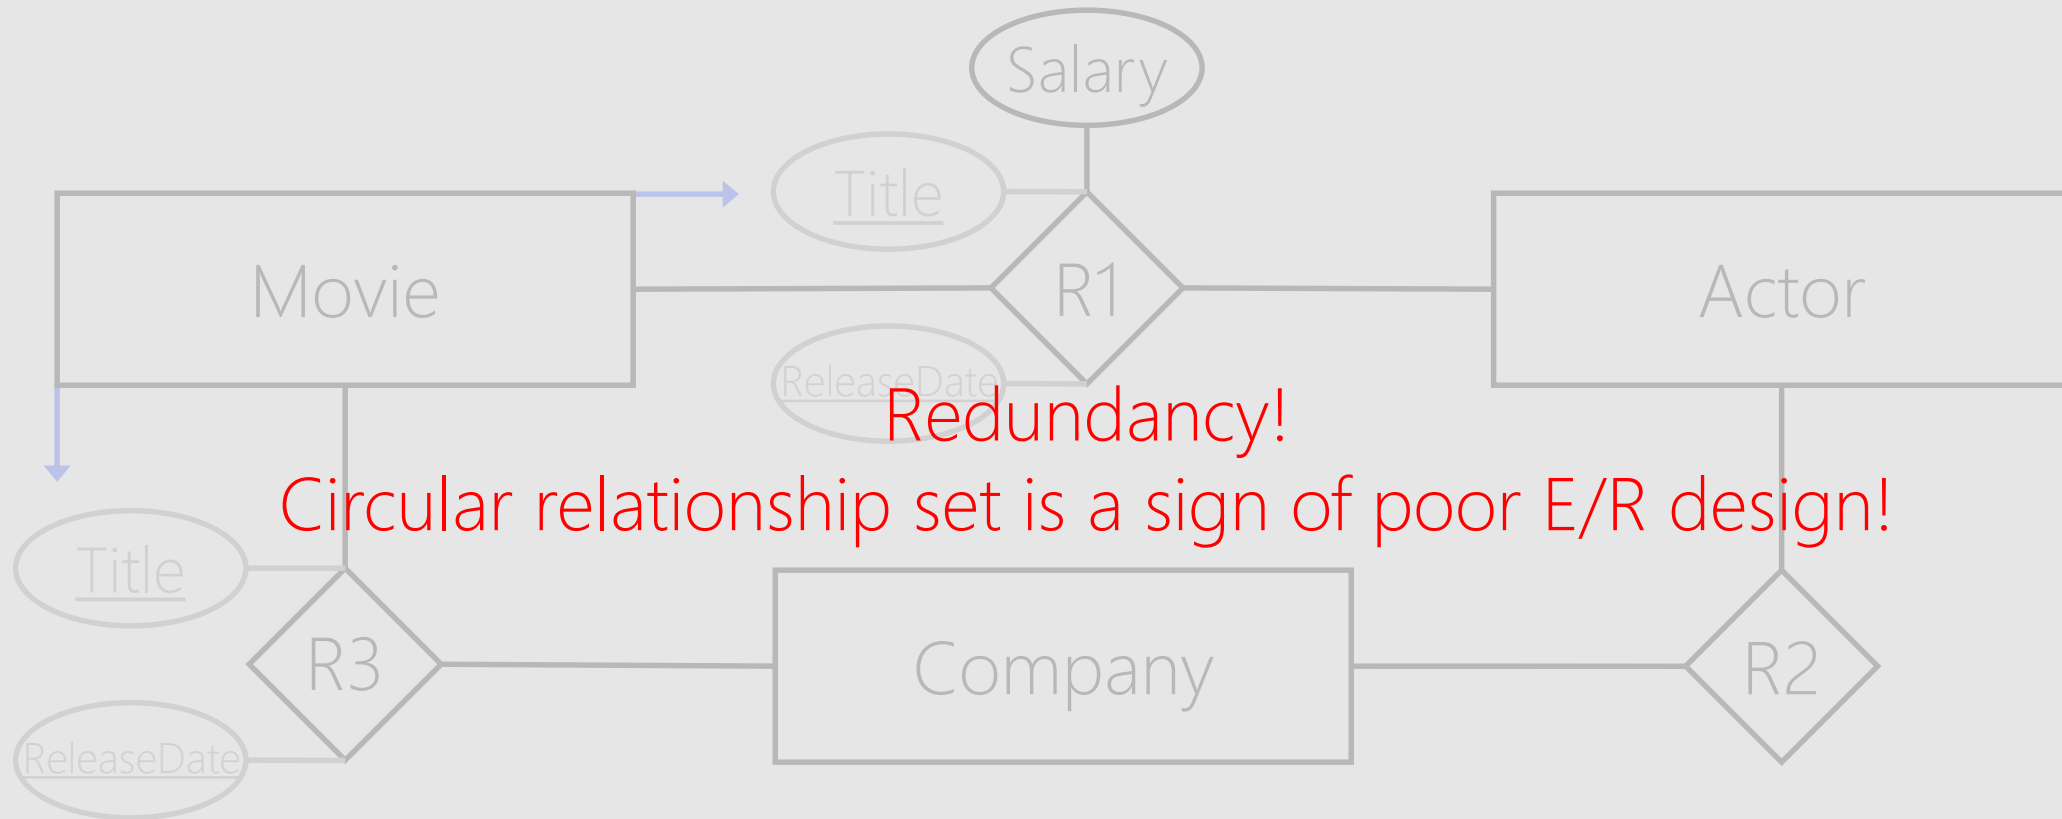 Salary
Title
Movie
R1
Actor
ReleaseDate
Redundancy!
Circular relationship set is a sign of poor E/R design!
Title
R3
Company
R2
ReleaseDate